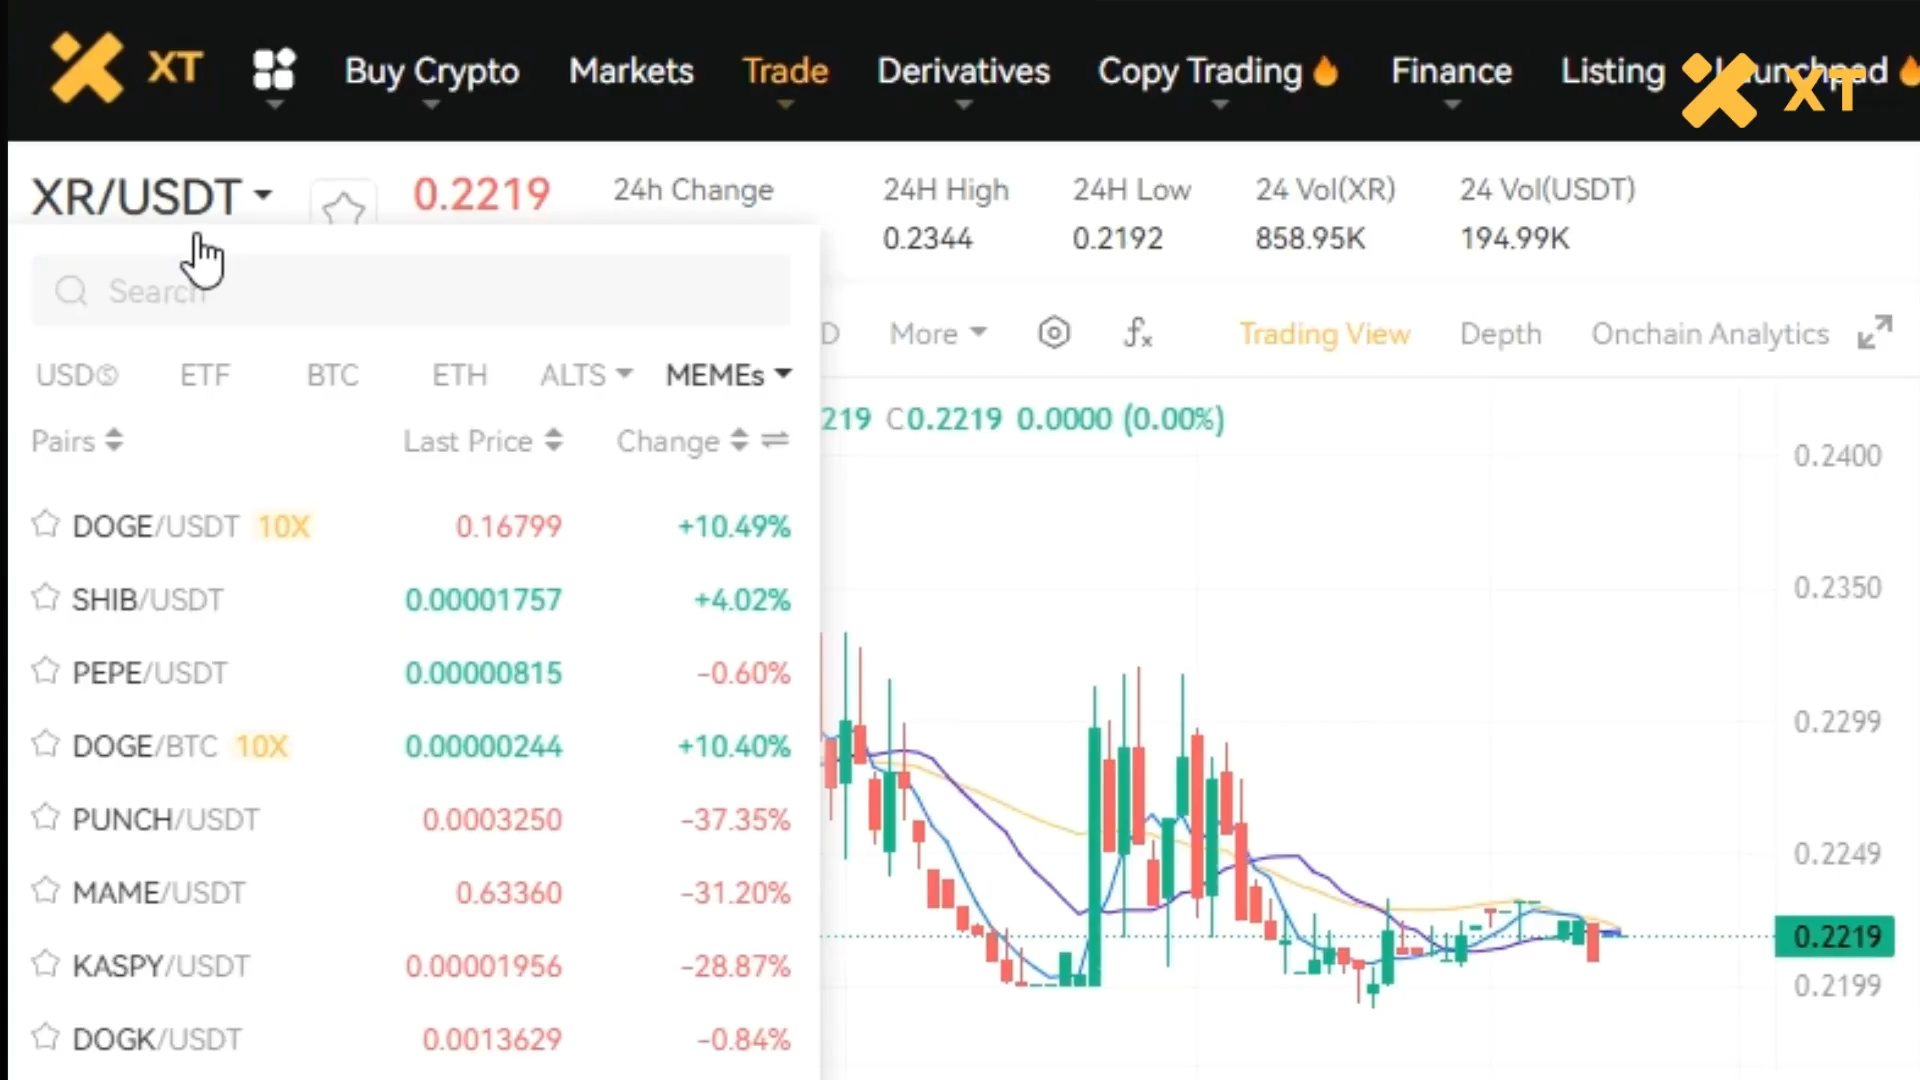 XT Buy Crypto Markets Trade Derivatives Copy Trading Finance Listing XT
XR/USDT 0.2219 24h Change 24H High 24H Low 24 Vol(XR) 24 Vol(USDT)
0.2344 0.2192 858.95K 194.99K
Search
D More fx Trading View Depth Onchain Analytics
USD ETF BTC ETH ALTS MEMEs
219 C0.2219 0.0000 (0.00%)
Pairs Last Price Change
0.2400
DOGE/USDT 10X 0.16799 +10.49%
0.2350
SHIB/USDT 0.00001757 +4.02%
PEPE/USDT 0.00000815 -0.60%
0.2299
DOGE/BTC 10X 0.00000244 +10.40%
PUNCH/USDT 0.0003250 -37.35%
0.2249
MAME/USDT 0.63360 -31.20%
0.2219
KASPY/USDT 0.00001956 -28.87%
0.2199
DOGK/USDT 0.0013629 -0.84%